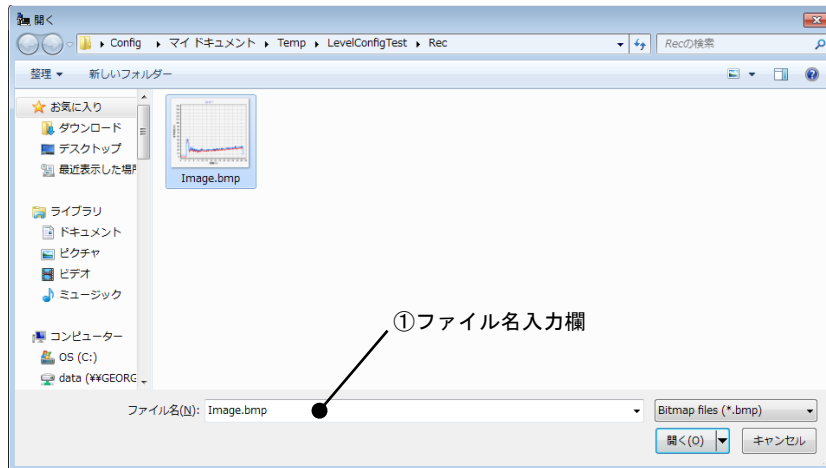 開く
Config マイ ドキュメント Temp LevelConfigTest Rec
Recの検索
整理 新しいフォルダー
お気に入り
ダウンロード
デスクトップ
最近表示した場所
Image.bmp
ライブラリ
ドキュメント
ピクチャ
ビデオ
ミュージック
コンピューター
OS (C:)
data (¥¥GEORG
①ファイル名入力欄
ファイル名(N): Image.bmp
Bitmap files (*.bmp)
開く(O) キャンセル